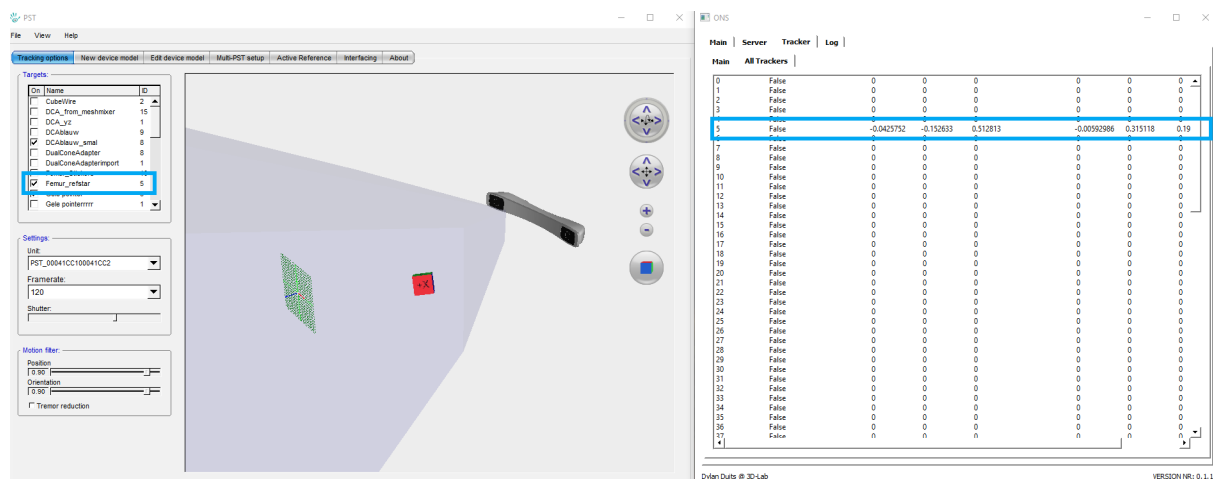 PST
File View Help
Tracking options New device model Edit device model Multi-PST setup Active Reference Interfacing About
Targets:
On Name ID
CubeWire 2
DCA_from_meshmixer 15
DCA_yz 1
DCAblauw 9
DCAblauw_smal 8
DualConeAdapter 8
DualConeAdapterimport 1
Femur_refstar 5
Gele pointerrrrr 1
Settings:
Unit:
PST_00041CC100041CC2
Framerate:
120
Shutter:
Motion filter:
Position
0.90
Orientation
0.90
Tremor reduction
+X
ONS
Main Server Tracker Log
Main All Trackers
0 False 0 0 0 0 0 0
1 False 0 0 0 0 0 0
2 False 0 0 0 0 0 0
3 False 0 0 0 0 0 0
5 False -0.0425752 -0.152633 0.512813 -0.00592986 0.315118 0.19
7 False 0 0 0 0 0 0
8 False 0 0 0 0 0 0
9 False 0 0 0 0 0 0
10 False 0 0 0 0 0 0
11 False 0 0 0 0 0 0
12 False 0 0 0 0 0 0
13 False 0 0 0 0 0 0
14 False 0 0 0 0 0 0
15 False 0 0 0 0 0 0
16 False 0 0 0 0 0 0
17 False 0 0 0 0 0 0
18 False 0 0 0 0 0 0
19 False 0 0 0 0 0 0
20 False 0 0 0 0 0 0
21 False 0 0 0 0 0 0
22 False 0 0 0 0 0 0
23 False 0 0 0 0 0 0
24 False 0 0 0 0 0 0
25 False 0 0 0 0 0 0
26 False 0 0 0 0 0 0
27 False 0 0 0 0 0 0
28 False 0 0 0 0 0 0
29 False 0 0 0 0 0 0
30 False 0 0 0 0 0 0
31 False 0 0 0 0 0 0
32 False 0 0 0 0 0 0
33 False 0 0 0 0 0 0
34 False 0 0 0 0 0 0
35 False 0 0 0 0 0 0
36 False 0 0 0 0 0 0
37 False 0 0 0 0 0 0
Dylan Duits @ 3D-Lab VERSION NR: 0.1.1